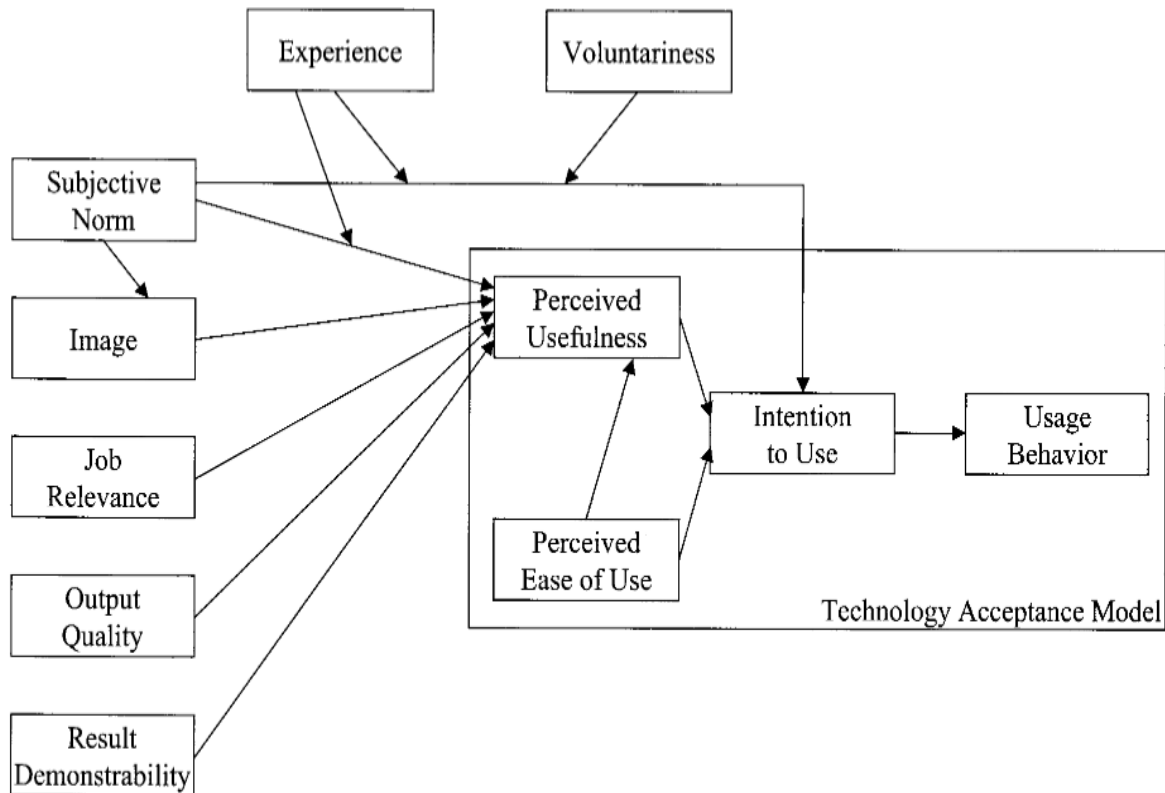 Experience
Voluntariness
Subjective
Norm
Image
Perceived
Usefulness
Job
Relevance
Intention
to Use
Usage
Behavior
Perceived
Ease of Use
Output
Quality
Technology Acceptance Model
Result
Demonstrability